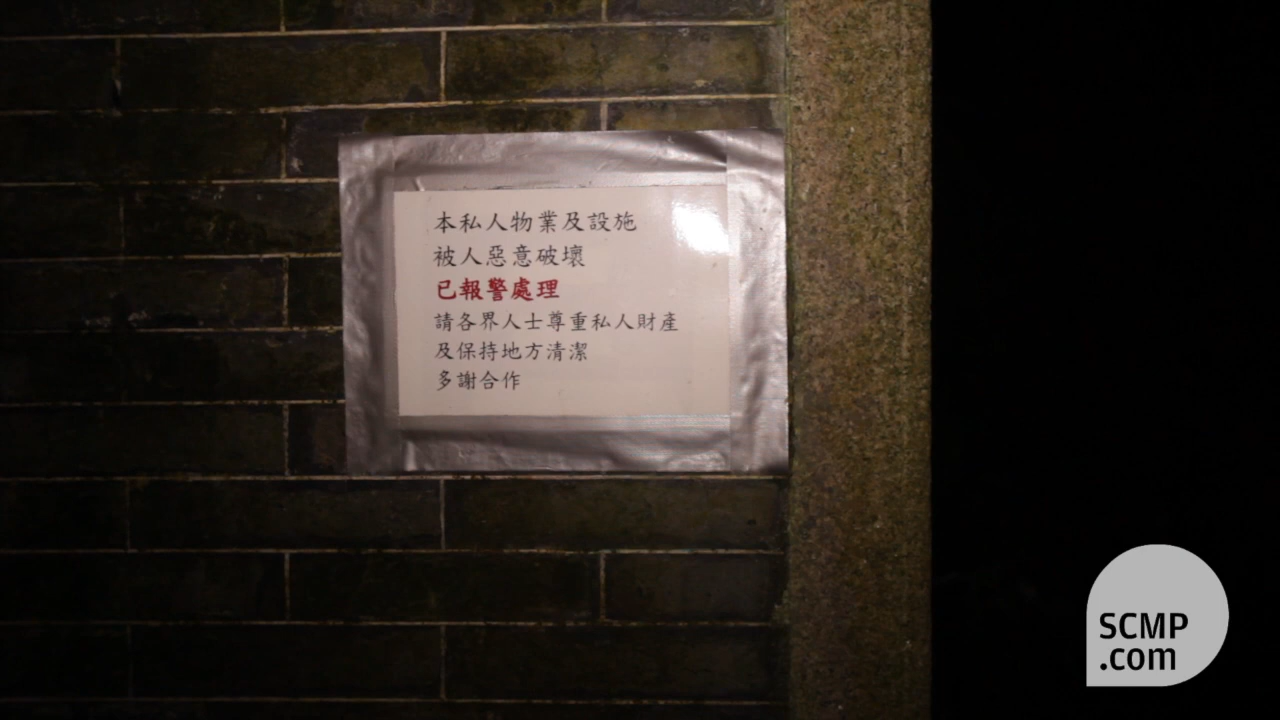 本私人物業及設施
被人惡意破壞
已報警處理
請各界人士尊重私人財產
及保持地方清潔
多謝合作
SCMP
.com